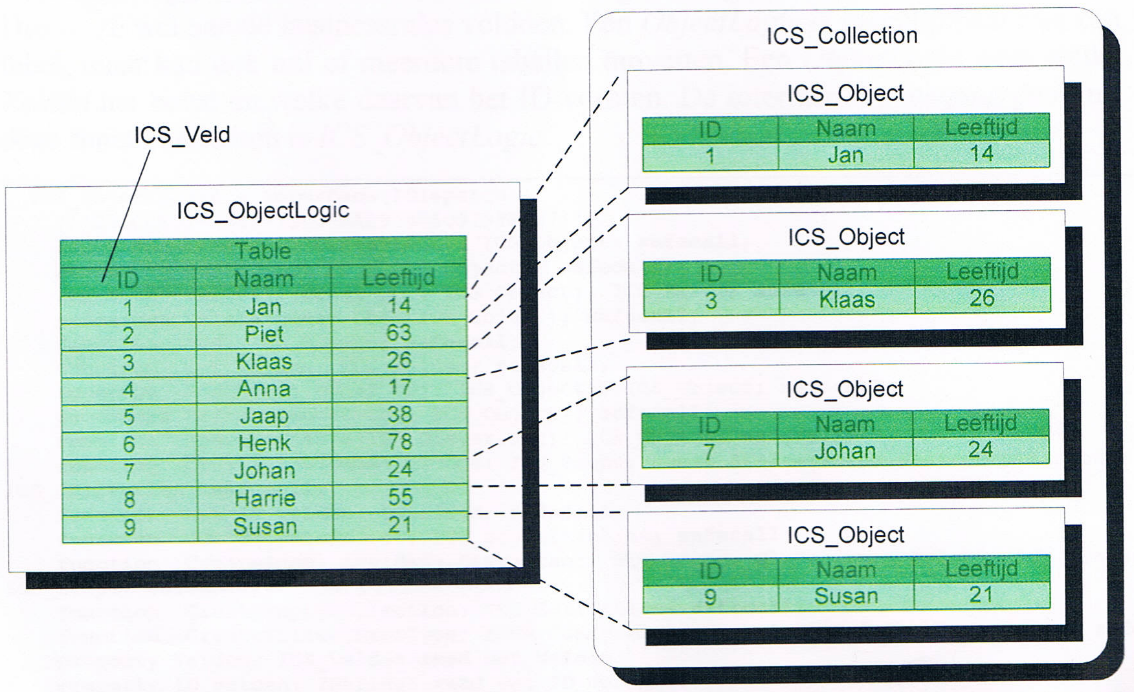 ICS_Veld
ICS_ObjectLogic
Table
ID Naam Leeftijd
1 Jan 14
2 Piet 63
3 Klaas 26
4 Anna 17
5 Jaap 38
6 Henk 78
7 Johan 24
8 Harrie 55
9 Susan 21
ICS_Collection
ICS_Object
ID Naam Leeftijd
1 Jan 14
ICS_Object
ID Naam Leeftijd
3 Klaas 26
ICS_Object
ID Naam Leeftijd
7 Johan 24
ICS_Object
ID Naam Leeftijd
9 Susan 21